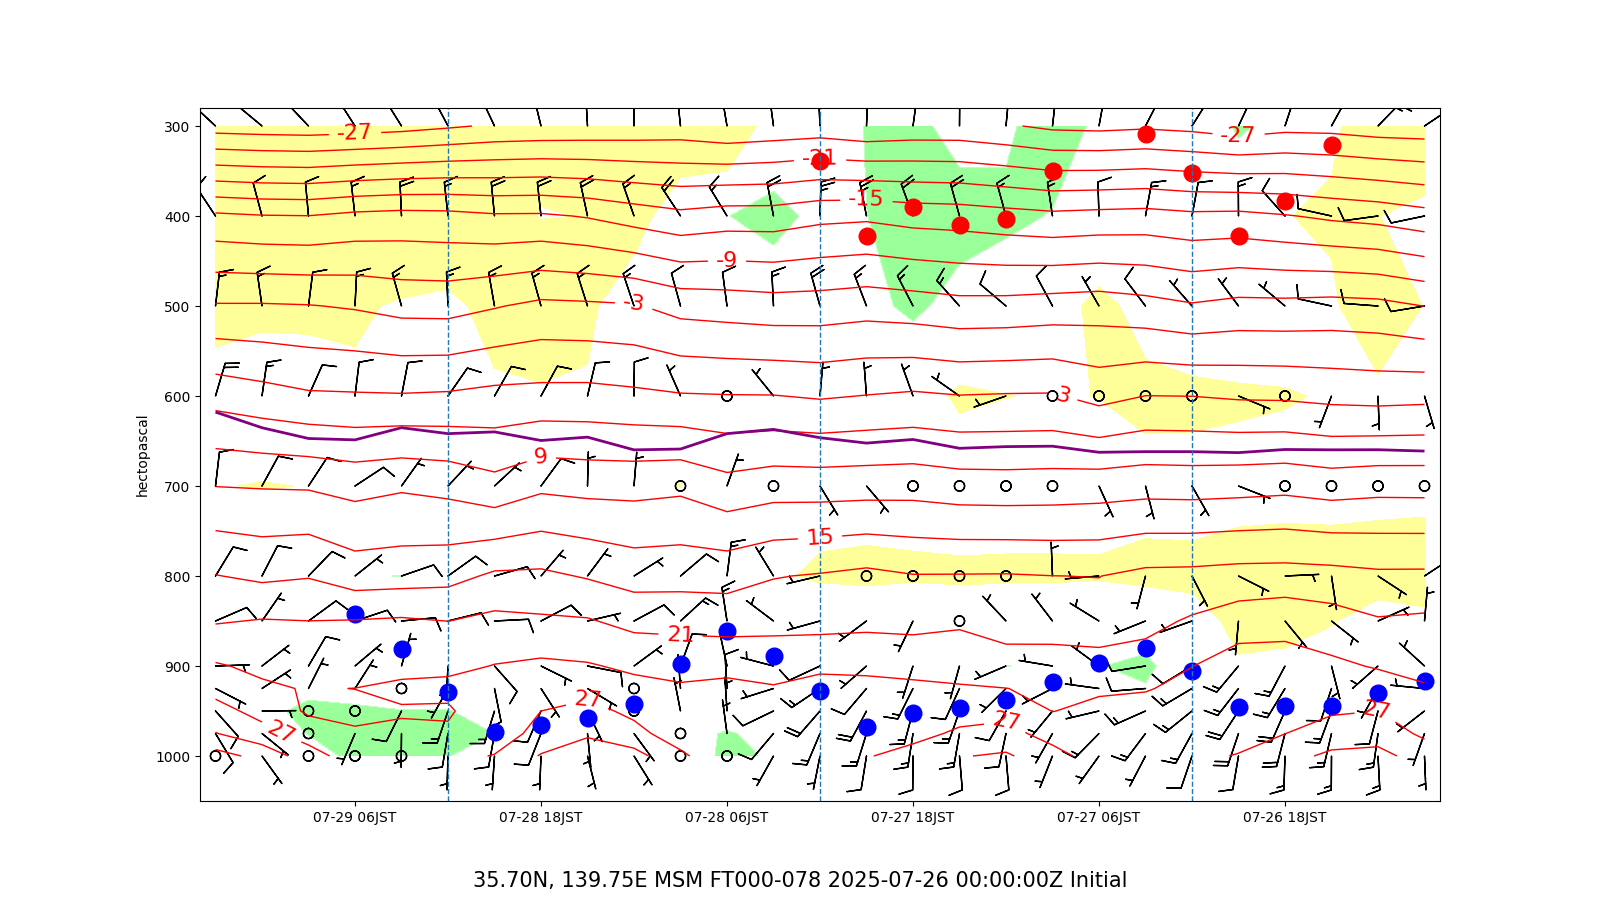 300
400
500
600
700
800
900
1000
hectopascal
-27
-27
-21
-15
-9
-3
3
9
15
21
27
27
27
27
07-29 06JST
07-28 18JST
07-28 06JST
07-27 18JST
07-27 06JST
07-26 18JST
35.70N, 139.75E MSM FT000-078 2025-07-26 00:00:00Z Initial